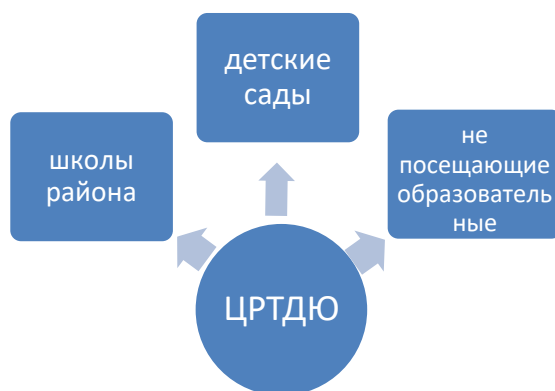 детские
сады
школы
района
не
посещающие
образователь
ные
ЦРТДЮ